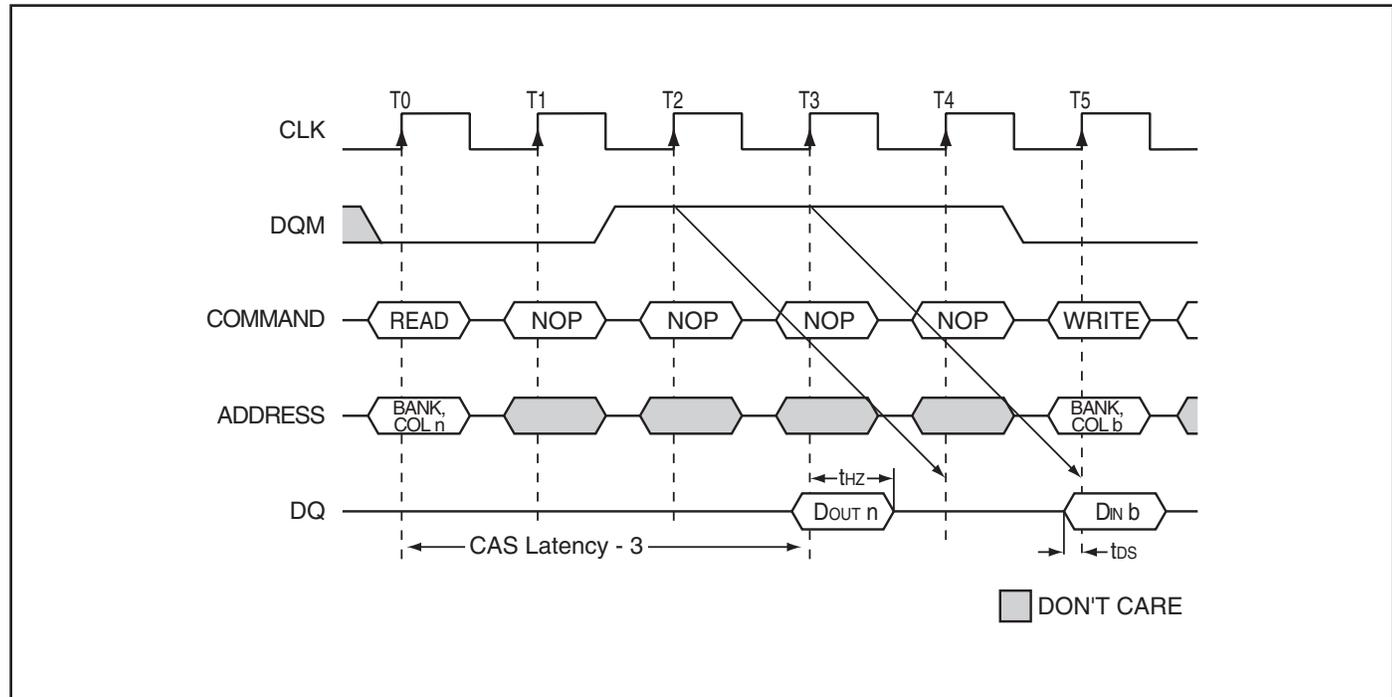 T0 T1 T2 T3 T4 T5
CLK
DQM
COMMAND READ NOP NOP NOP NOP WRITE
ADDRESS BANK, COL n BANK, COL b
tHZ
DQ DOUT n DIN b
CAS Latency - 3 tDS
DON'T CARE